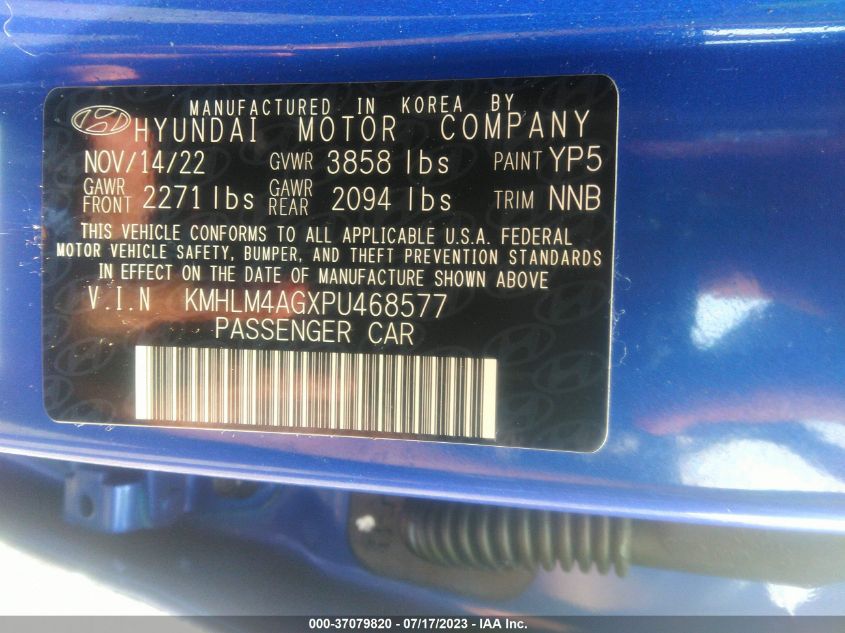 MANUFACTURED IN KOREA BY
HYUNDAI MOTOR COMPANY
NOV/14/22 GVWR 3858 lbs PAINT YP5
GAWR FRONT 2271 lbs GAWR REAR 2094 lbs TRIM NNB
THIS VEHICLE CONFORMS TO ALL APPLICABLE U.S.A. FEDERAL
MOTOR VEHICLE SAFETY, BUMPER, AND THEFT PREVENTION STANDARDS
IN EFFECT ON THE DATE OF MANUFACTURE SHOWN ABOVE
V.I.N KMHLM4AGXPU468577
PASSENGER CAR
000-37079820 - 07/17/2023 - IAA Inc.